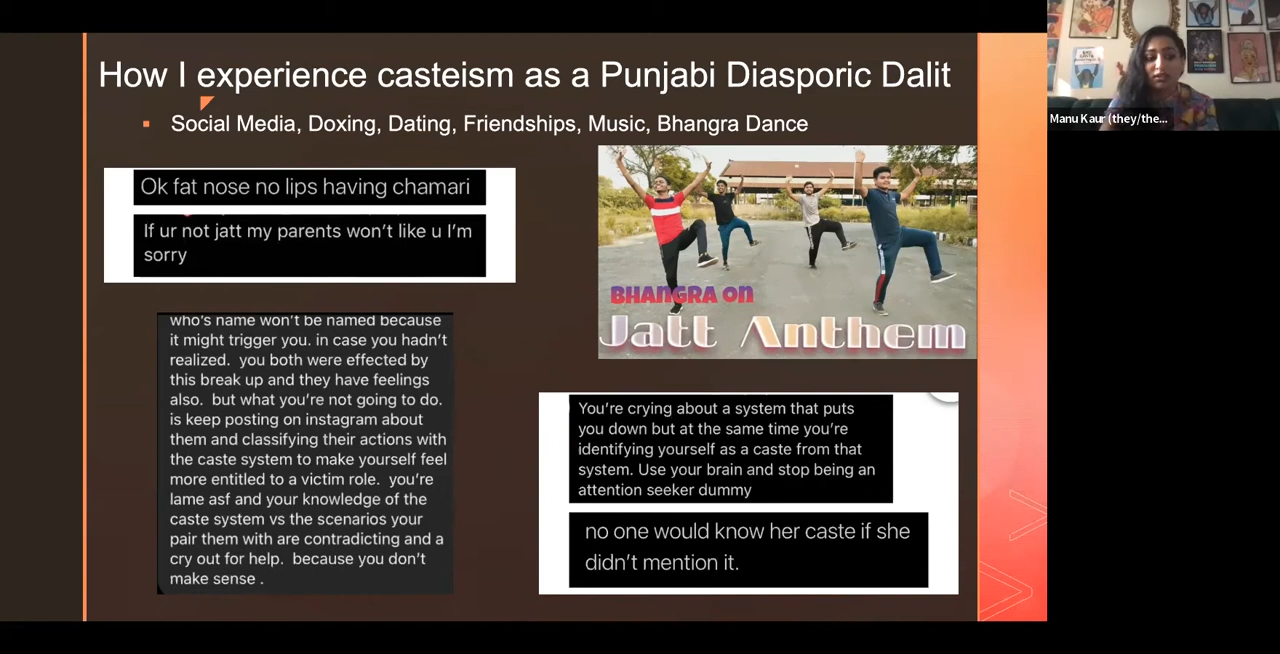 How I experience casteism as a Punjabi Diasporic Dalit
Social Media, Doxing, Dating, Friendships, Music, Bhangra Dance
Ok fat nose no lips having chamari
If ur not jatt my parents won't like u I'm
sorry
who's name won't be named because
it might trigger you. in case you hadn't
realized. you both were effected by
this break up and they have feelings
also. but what you're not going to do.
is keep posting on instagram about
them and classifying their actions with
the caste system to make yourself feel
more entitled to a victim role. you're
lame asf and your knowledge of the
caste system vs the scenarios your
pair them with are contradicting and a
cry out for help. because you don't
make sense .
BHANGRA ON
Jatt Anthem
You're crying about a system that puts
you down but at the same time you're
identifying yourself as a caste from that
system. Use your brain and stop being an
attention seeker dummy
no one would know her caste if she
didn't mention it.
Manu Kaur (they/the...